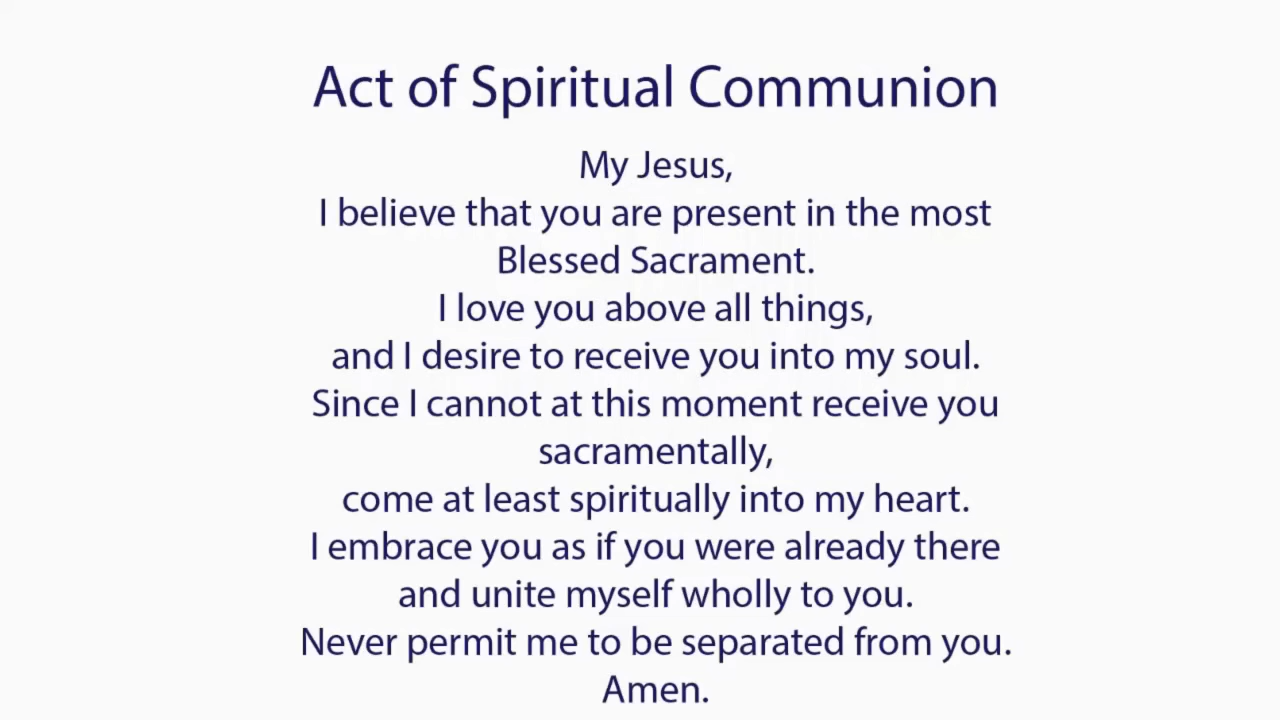 Act of Spiritual Communion
My Jesus,
I believe that you are present in the most
Blessed Sacrament.
I love you above all things,
and I desire to receive you into my soul.
Since I cannot at this moment receive you
sacramentally,
come at least spiritually into my heart.
I embrace you as if you were already there
and unite myself wholly to you.
Never permit me to be separated from you.
Amen.